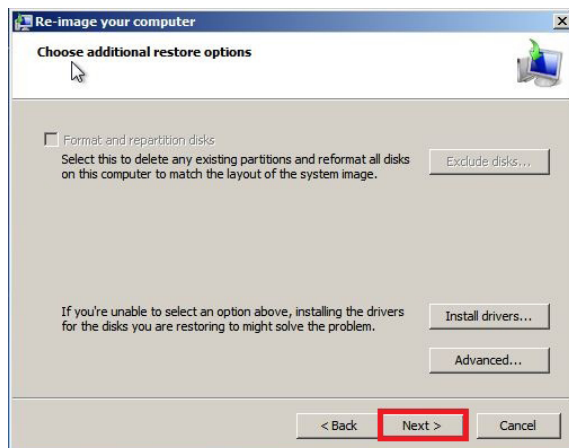 Re-image your computer
Choose additional restore options
Format and repartition disks
Select this to delete any existing partitions and reformat all disks
on this computer to match the layout of the system image.
Exclude disks...
If you're unable to select an option above, installing the drivers
for the disks you are restoring to might solve the problem.
Install drivers...
Advanced...
< Back
Next >
Cancel